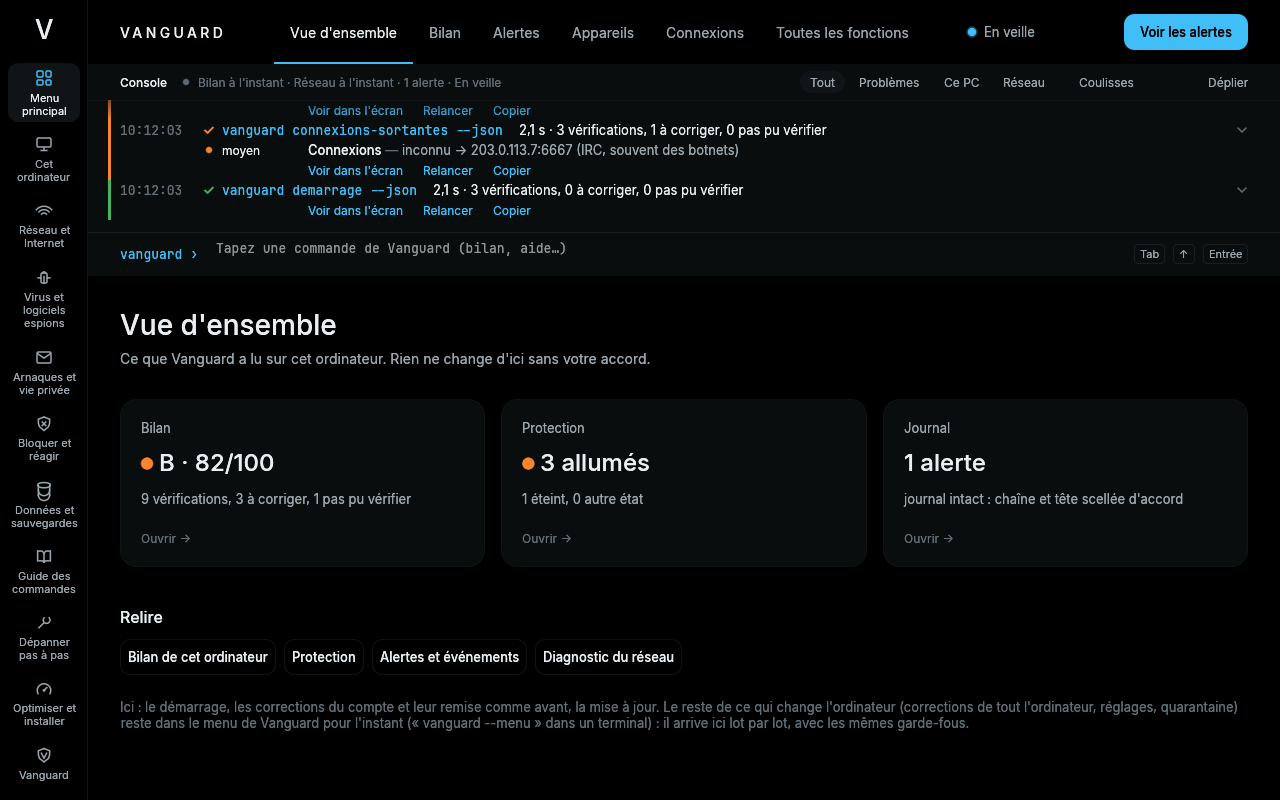 V
VANGUARD
Vue d'ensemble
Bilan
Alertes
Appareils
Connexions
Toutes les fonctions
En veille
Voir les alertes
Menu principal
Cet ordinateur
Réseau et Internet
Virus et logiciels espions
Arnaques et vie privée
Bloquer et réagir
Données et sauvegardes
Guide des commandes
Dépanner pas à pas
Optimiser et installer
Vanguard
Console
Bilan à l'instant · Réseau à l'instant · 1 alerte · En veille
Tout
Problèmes
Ce PC
Réseau
Coulisses
Déplier
Voir dans l'écran Relancer Copier
10:12:03 vanguard connexions-sortantes --json 2,1 s · 3 vérifications, 1 à corriger, 0 pas pu vérifier
moyen Connexions — inconnu → 203.0.113.7:6667 (IRC, souvent des botnets)
Voir dans l'écran Relancer Copier
10:12:03 vanguard demarrage --json 2,1 s · 3 vérifications, 0 à corriger, 0 pas pu vérifier
Voir dans l'écran Relancer Copier
vanguard › Tapez une commande de Vanguard (bilan, aide…)
Tab ↑ Entrée
Vue d'ensemble
Ce que Vanguard a lu sur cet ordinateur. Rien ne change d'ici sans votre accord.
Bilan
B · 82/100
9 vérifications, 3 à corriger, 1 pas pu vérifier
Ouvrir →
Protection
3 allumés
1 éteint, 0 autre état
Ouvrir →
Journal
1 alerte
journal intact : chaîne et tête scellée d'accord
Ouvrir →
Relire
Bilan de cet ordinateur
Protection
Alertes et événements
Diagnostic du réseau
Ici : le démarrage, les corrections du compte et leur remise comme avant, la mise à jour. Le reste de ce qui change l'ordinateur (corrections de tout l'ordinateur, réglages, quarantaine)
reste dans le menu de Vanguard pour l'instant (« vanguard --menu » dans un terminal) : il arrive ici lot par lot, avec les mêmes garde-fous.